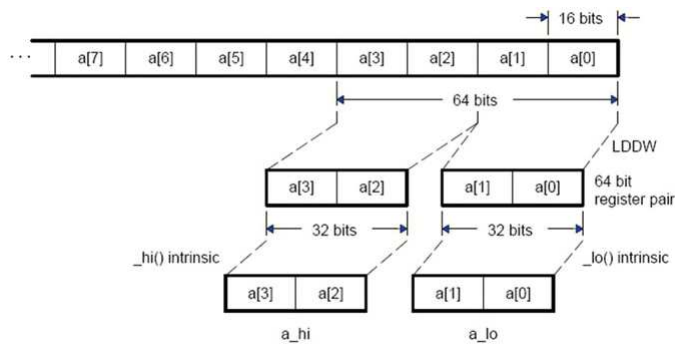 16 bits
... a[7] a[6] a[5] a[4] a[3] a[2] a[1] a[0]
64 bits
LDDW
a[3] a[2] a[1] a[0]
64 bit
register pair
32 bits 32 bits
_hi() intrinsic _lo() intrinsic
a[3] a[2] a[1] a[0]
a_hi a_lo